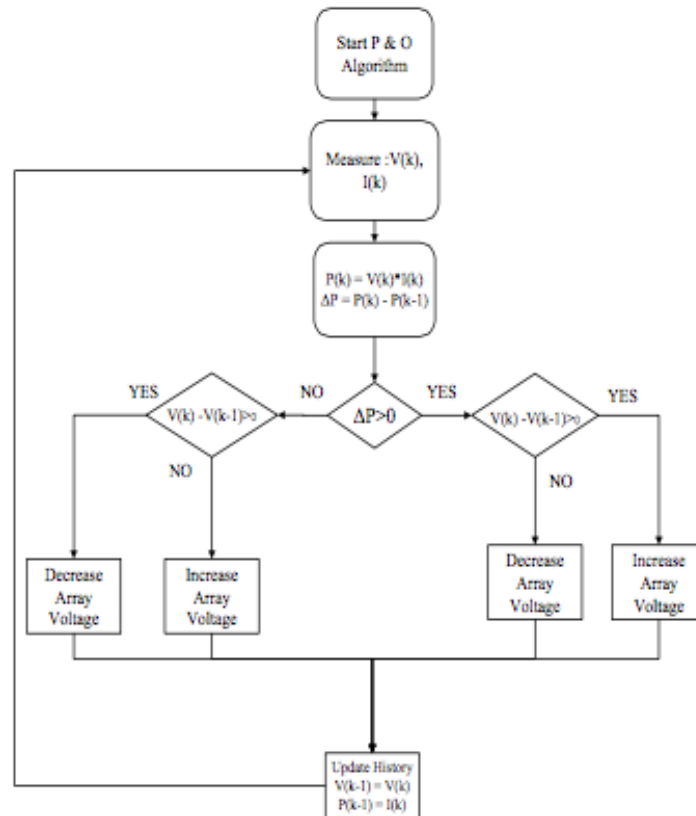 Start P & O
Algorithm
Measure :V(k),
I(k)
P(k) = V(k)*I(k)
ΔP = P(k) - P(k-1)
YES
NO
YES
YES
V(k) -V(k-1)>0
ΔP>0
V(k) -V(k-1)>0
NO
NO
Decrease
Array
Voltage
Increase
Array
Voltage
Decrease
Array
Voltage
Increase
Array
Voltage
Update History
V(k-1) = V(k)
P(k-1) = I(k)